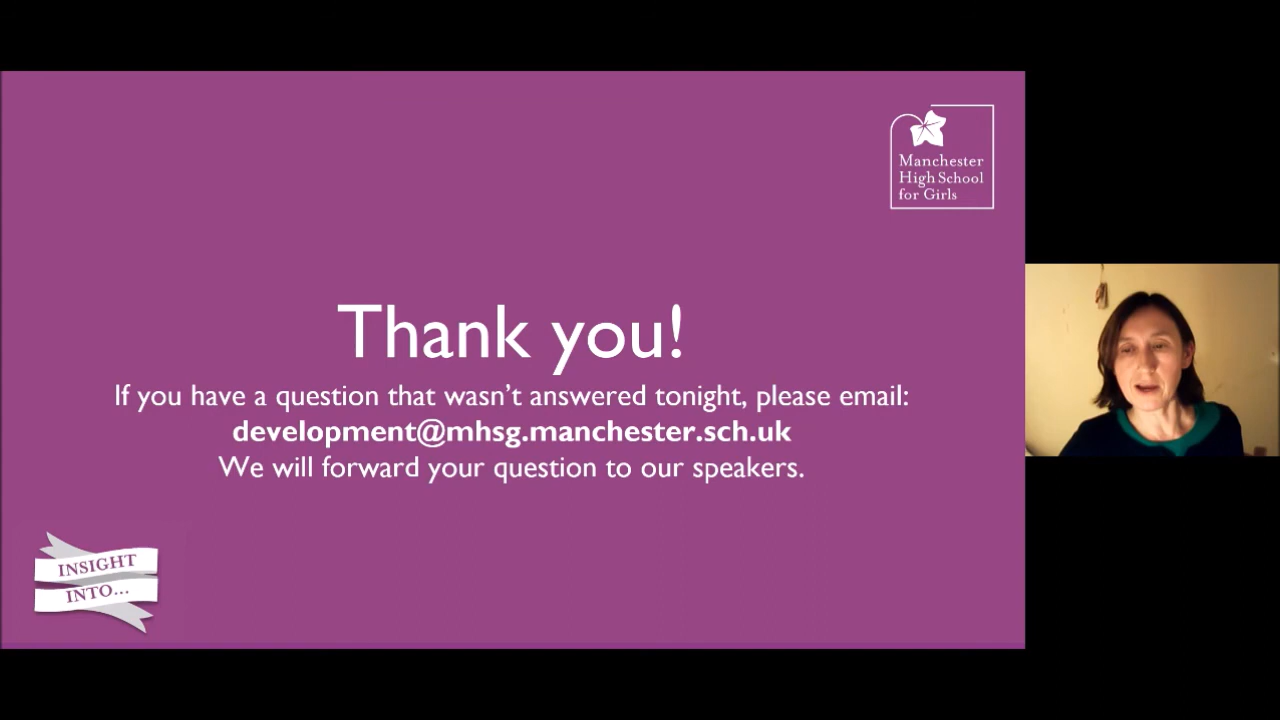 Manchester
High School
for Girls
Thank you!
If you have a question that wasn’t answered tonight, please email:
development@mhsg.manchester.sch.uk
We will forward your question to our speakers.
INSIGHT
INTO...